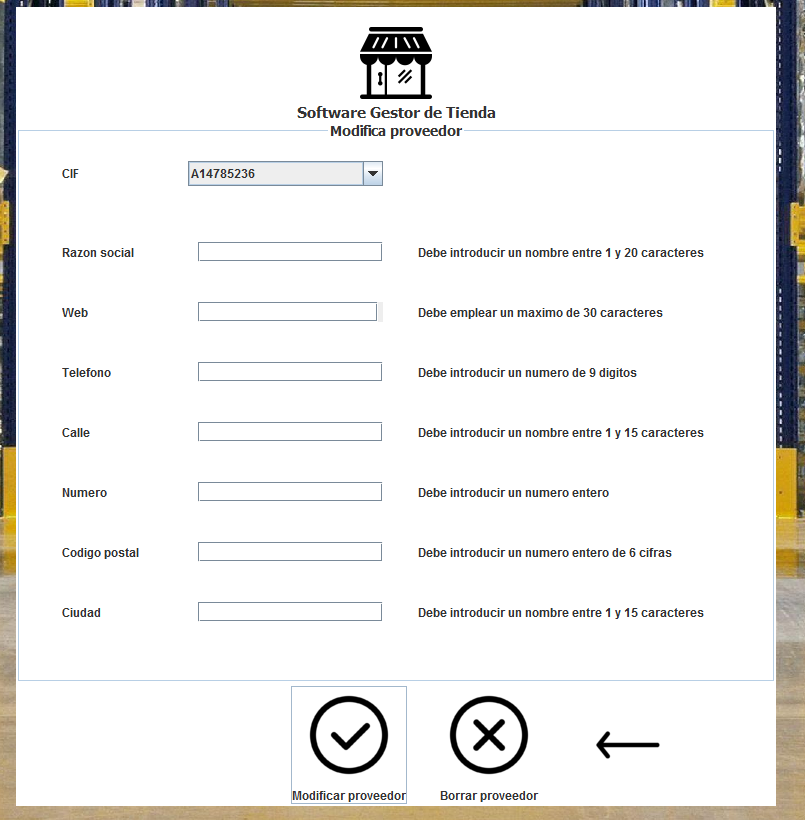 Software Gestor de Tienda
Modifica proveedor
CIF A14785236
Razon social Debe introducir un nombre entre 1 y 20 caracteres
Web Debe emplear un maximo de 30 caracteres
Telefono Debe introducir un numero de 9 digitos
Calle Debe introducir un nombre entre 1 y 15 caracteres
Numero Debe introducir un numero entero
Codigo postal Debe introducir un numero entero de 6 cifras
Ciudad Debe introducir un nombre entre 1 y 15 caracteres
Modificar proveedor Borrar proveedor